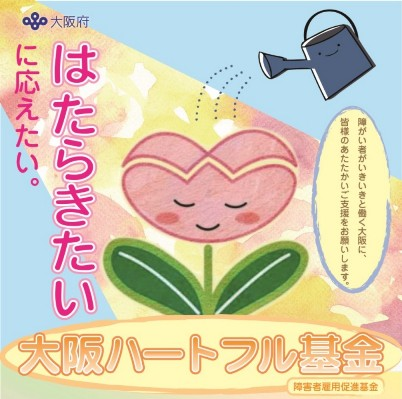 大阪府
はたらきたい
に応えたい。
障がい者がいきいきと働く大阪に、
皆様のあたたかいご支援をお願いします。
大阪ハートフル基金
障害者雇用促進基金